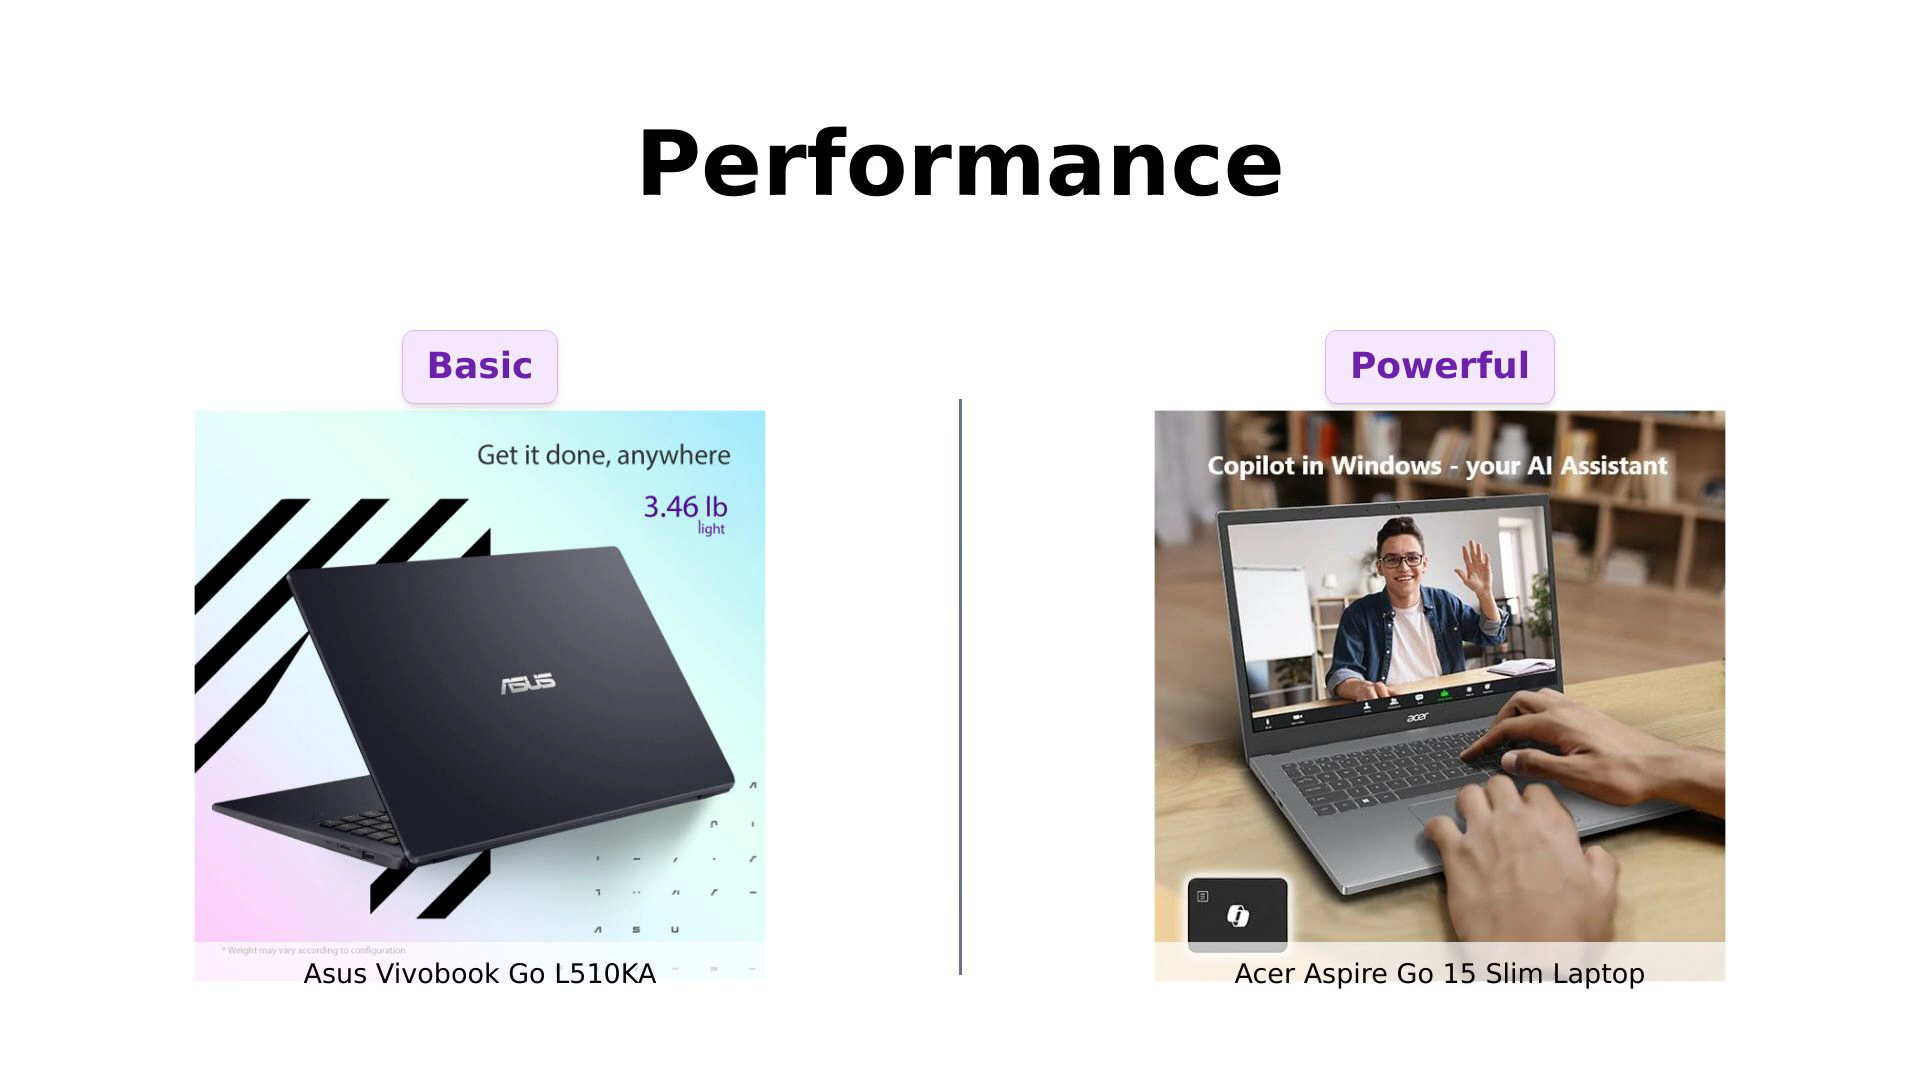 Performance
Basic
Powerful
Get it done, anywhere
3.46 lb
light
ASUS
* Weight may vary according to configuration
Asus Vivobook Go L510KA
Copilot in Windows - your AI Assistant
acer
Acer Aspire Go 15 Slim Laptop